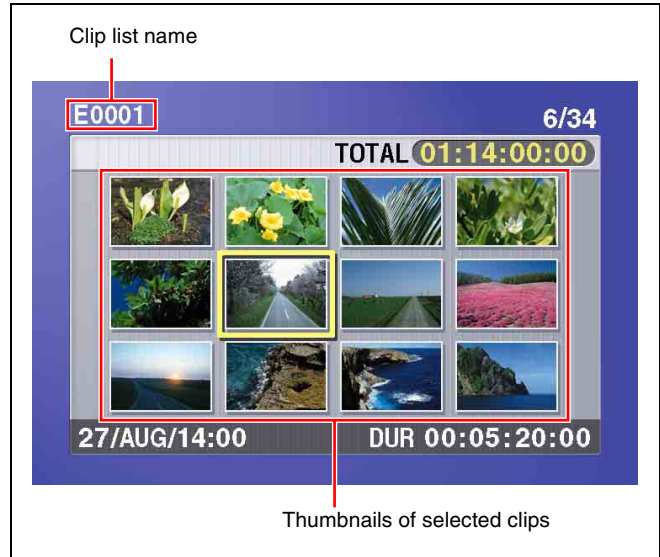 Clip list name
E0001
6/34
TOTAL 01:14:00:00
27/AUG/14:00
DUR 00:05:20:00
Thumbnails of selected clips